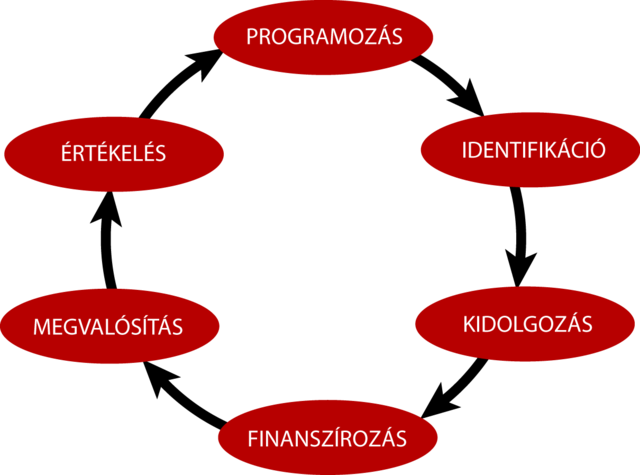 PROGRAMOZÁS
IDENTIFIKÁCIÓ
KIDOLGOZÁS
FINANSZÍROZÁS
MEGVALÓSÍTÁS
ÉRTÉKELÉS